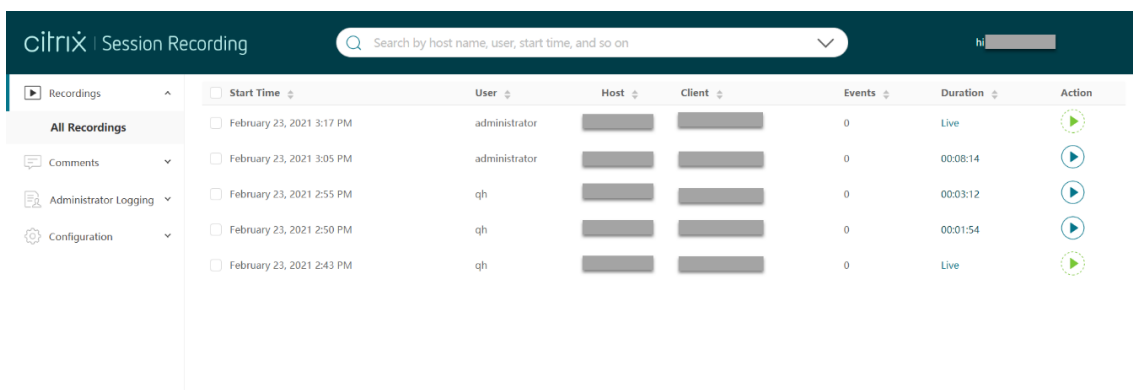 citrix | Session Recording
Search by host name, user, start time, and so on
hi
Recordings
All Recordings
Comments
Administrator Logging
Configuration
Start Time User Host Client Events Duration Action
February 23, 2021 3:17 PM administrator 0 Live
February 23, 2021 3:05 PM administrator 0 00:08:14
February 23, 2021 2:55 PM qh 0 00:03:12
February 23, 2021 2:50 PM qh 0 00:01:54
February 23, 2021 2:43 PM qh 0 Live